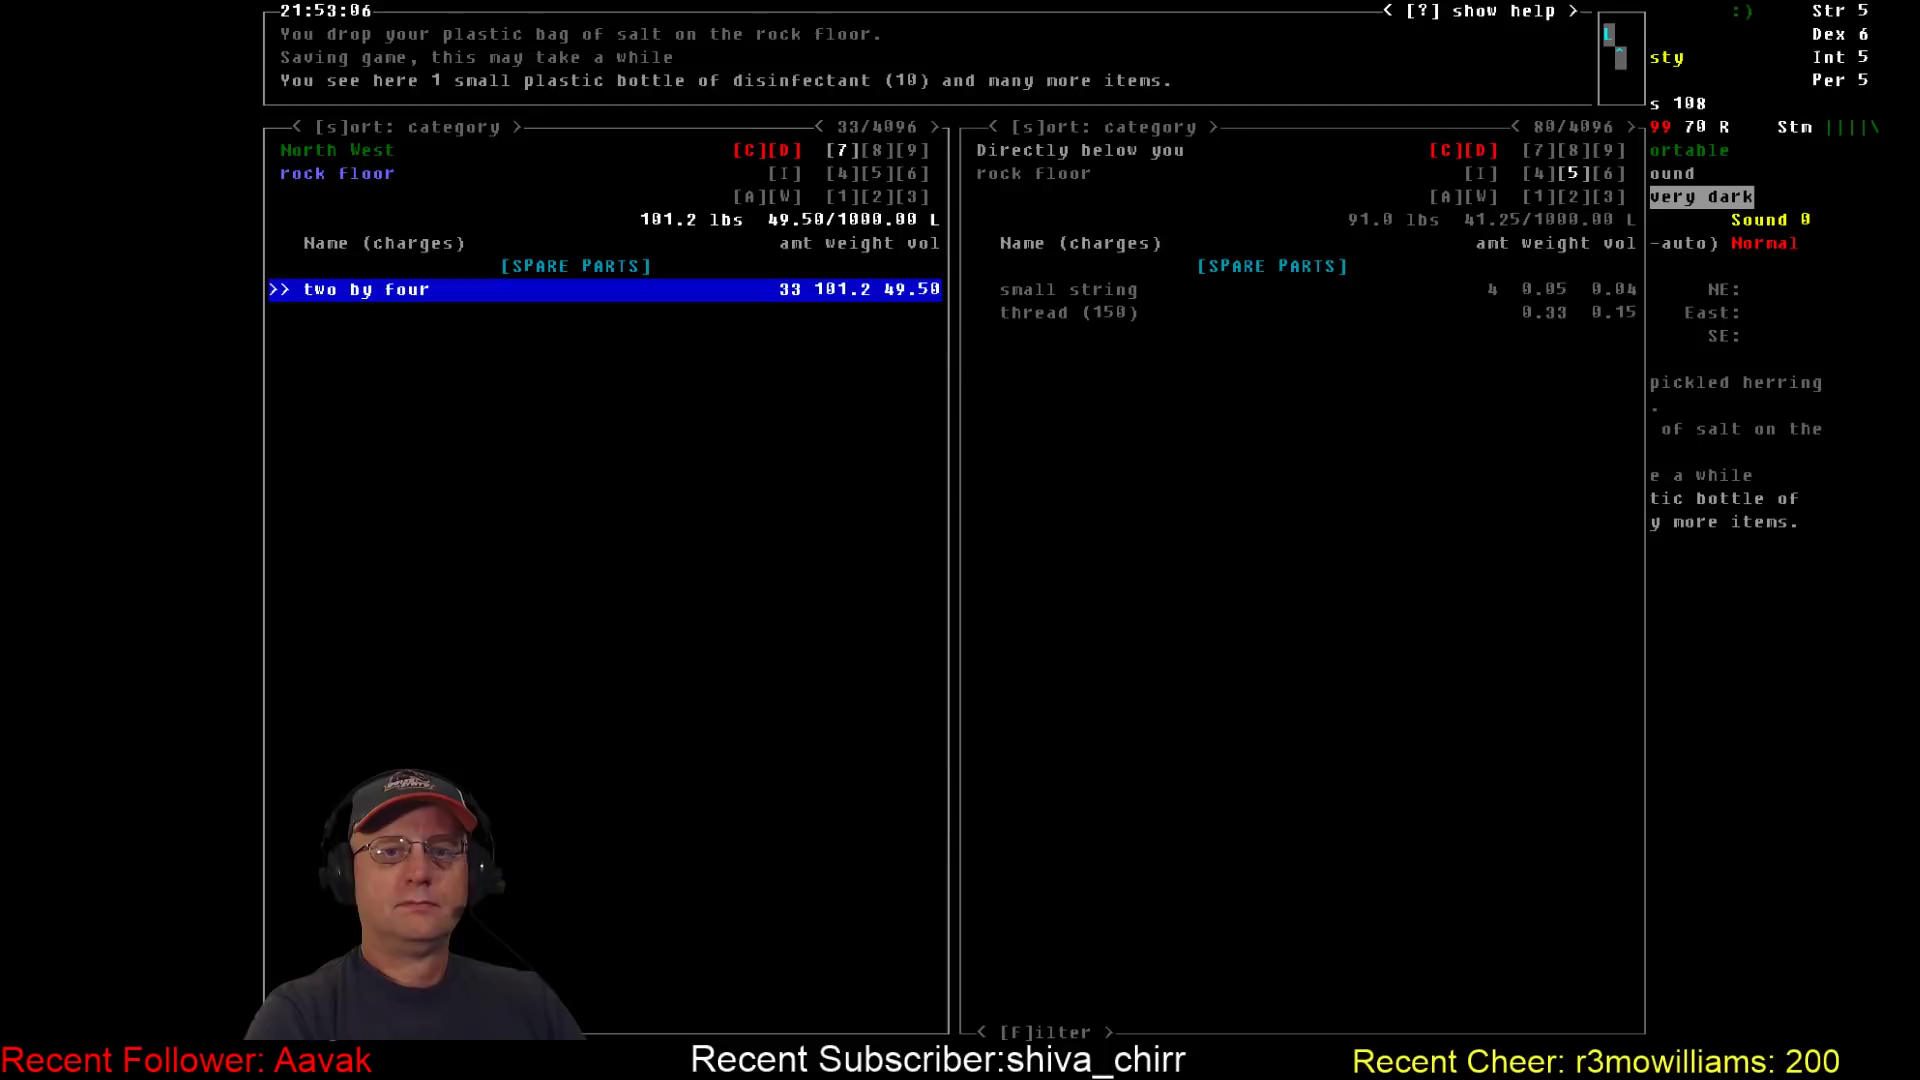 21:53:06
< [?] show help >
You drop your plastic bag of salt on the rock floor.
Saving game, this may take a while
You see here 1 small plastic bottle of disinfectant (10) and many more items.
L
^
:) Str 5
Dex 6
sty Int 5
Per 5
s 108
99 70 R Stm ||||\
ortable
ound
very dark
Sound 0
-auto) Normal
NE:
East:
SE:
pickled herring
.
of salt on the
e a while
tic bottle of
y more items.
< [s]ort: category > < 33/4096 >
North West [C][D] [7][8][9]
rock floor [I] [4][5][6]
[A][W] [1][2][3]
101.2 lbs 49.50/1000.00 L
Name (charges) amt weight vol
[SPARE PARTS]
>> two by four 33 101.2 49.50
< [s]ort: category > < 80/4096 >
Directly below you [C][D] [7][8][9]
rock floor [I] [4][5][6]
[A][W] [1][2][3]
91.0 lbs 41.25/1000.00 L
Name (charges) amt weight vol
[SPARE PARTS]
small string 4 0.05 0.04
thread (150) 0.33 0.15
< [F]ilter >
Recent Follower: Aavak
Recent Subscriber:shiva_chirr
Recent Cheer: r3mowilliams: 200